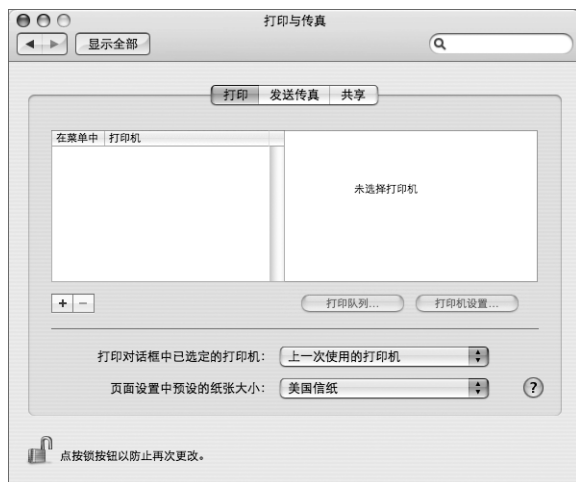 打印与传真
显示全部
打印 发送传真 共享
在菜单中 打印机
未选择打印机
+ −
打印队列... 打印机设置...
打印对话框中已选定的打印机： 上一次使用的打印机
页面设置中预设的纸张大小： 美国信纸 ?
点按锁按钮以防止再次更改。